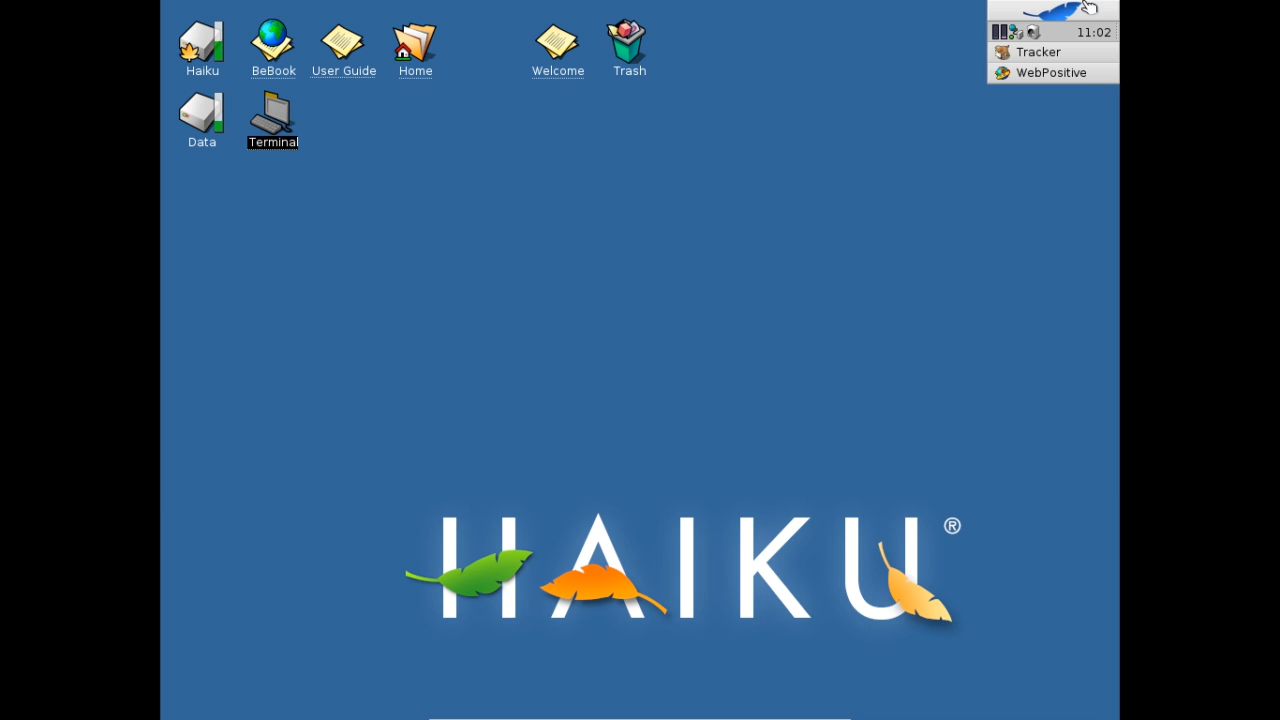 Haiku
BeBook
User Guide
Home
Welcome
Trash
11:02
Tracker
WebPositive
Data
Terminal
HAIKU®